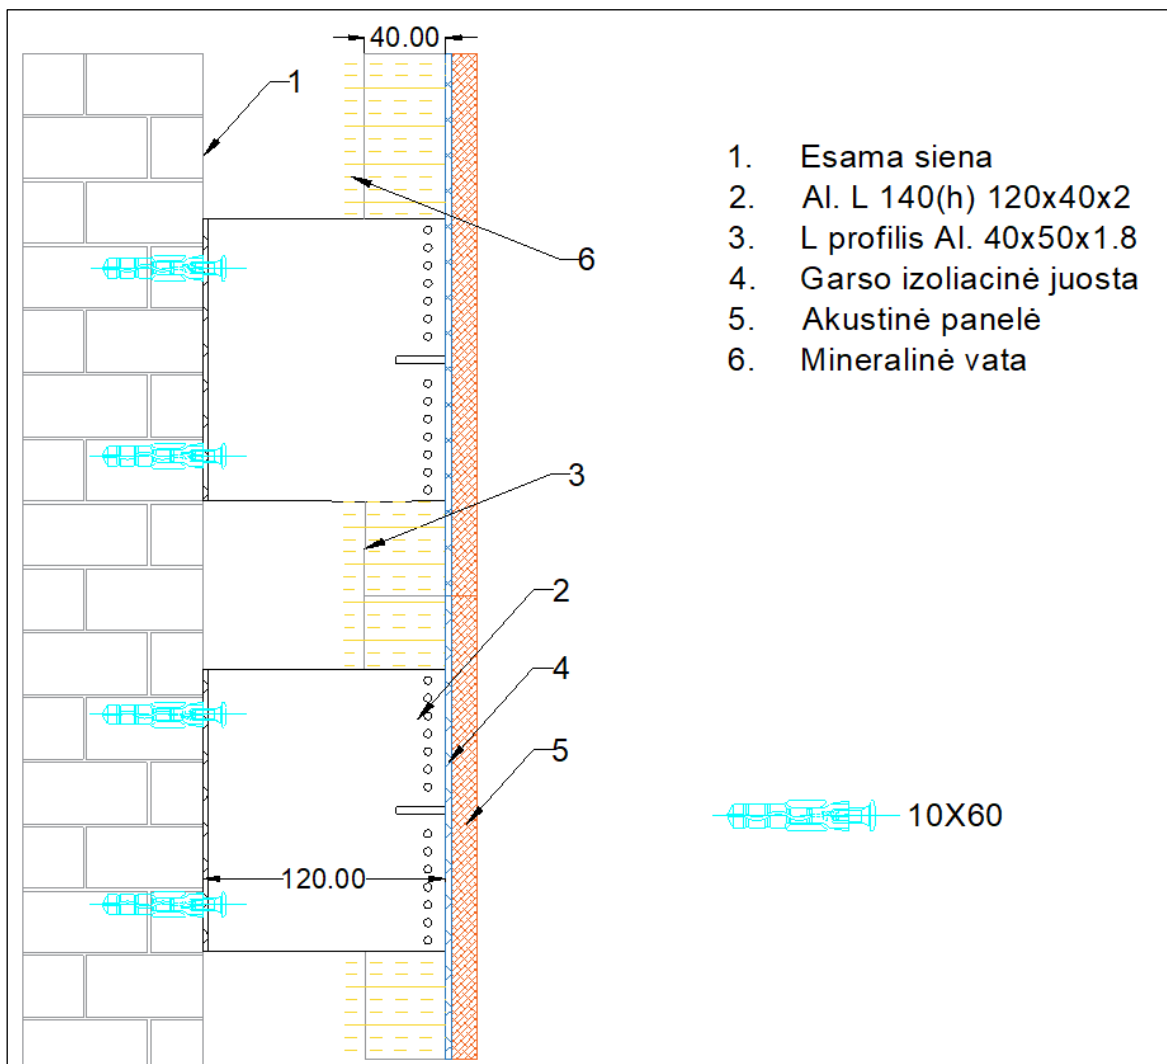 40.00
1
1. Esama siena
2. Al. L 140(h) 120x40x2
3. L profilis Al. 40x50x1.8
4. Garso izoliacinė juosta
5. Akustinė panelė
6. Mineralinė vata
6
3
2
4
5
10X60
120.00